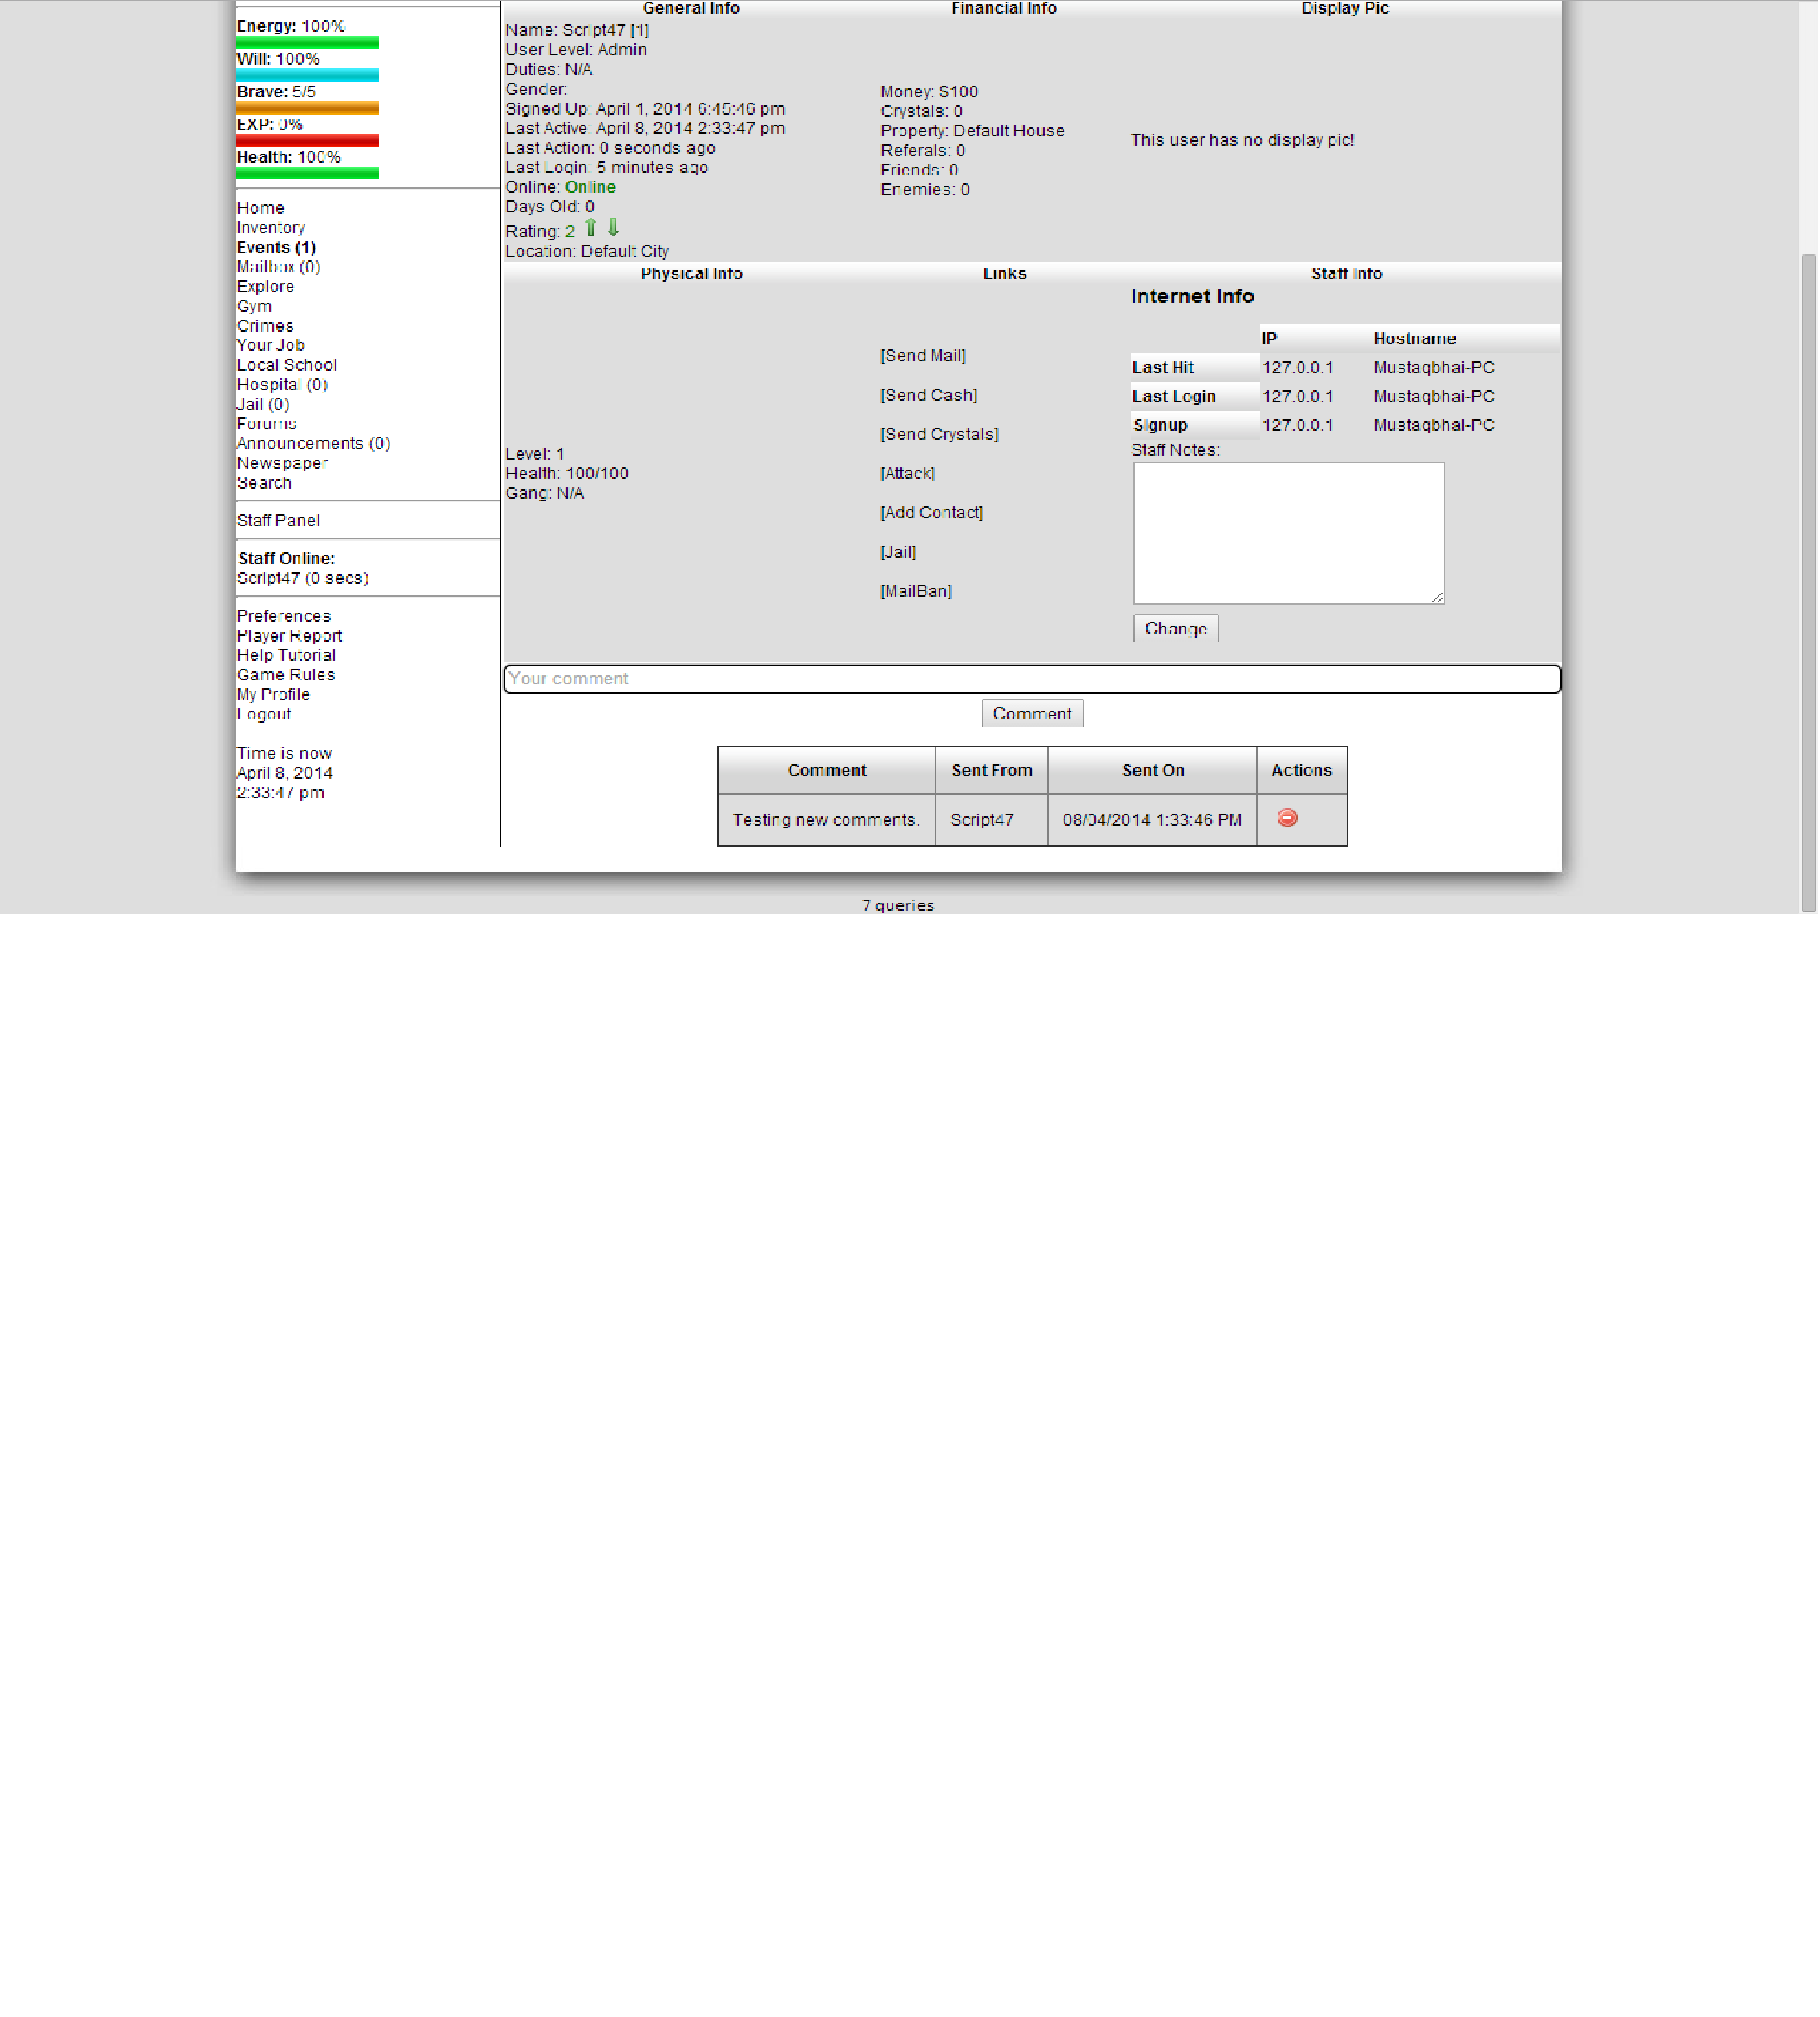 Energy: 100%
Will: 100%
Brave: 5/5
EXP: 0%
Health: 100%
Home
Inventory
Events (1)
Mailbox (0)
Explore
Gym
Crimes
Your Job
Local School
Hospital (0)
Jail (0)
Forums
Announcements (0)
Newspaper
Search
Staff Panel
Staff Online:
Script47 (0 secs)
Preferences
Player Report
Help Tutorial
Game Rules
My Profile
Logout
Time is now
April 8, 2014
2:33:47 pm
General Info
Financial Info
Display Pic
Name: Script47 [1]
User Level: Admin
Duties: N/A
Gender:
Signed Up: April 1, 2014 6:45:46 pm
Last Active: April 8, 2014 2:33:47 pm
Last Action: 0 seconds ago
Last Login: 5 minutes ago
Online: Online
Days Old: 0
Rating: 2
Location: Default City
Money: $100
Crystals: 0
Property: Default House
Referals: 0
Friends: 0
Enemies: 0
This user has no display pic!
Physical Info
Links
Staff Info
Level: 1
Health: 100/100
Gang: N/A
[Send Mail]
[Send Cash]
[Send Crystals]
[Attack]
[Add Contact]
[Jail]
[MailBan]
Internet Info
IP Hostname
Last Hit 127.0.0.1 Mustaqbhai-PC
Last Login 127.0.0.1 Mustaqbhai-PC
Signup 127.0.0.1 Mustaqbhai-PC
Staff Notes:
Change
Your comment
Comment
Comment Sent From Sent On Actions
Testing new comments. Script47 08/04/2014 1:33:46 PM
7 queries